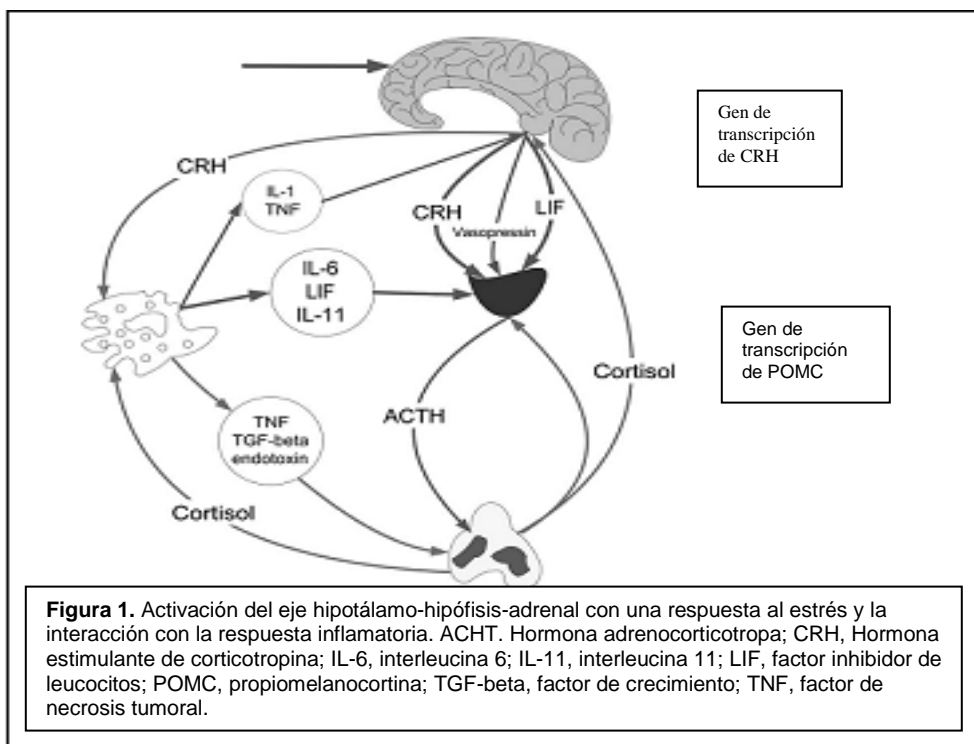 Gen de
transcripción
de CRH
CRH
IL-1
TNF
CRH
Vasopressin
LIF
IL-6
LIF
IL-11
Gen de
transcripción
de POMC
Cortisol
ACTH
TNF
TGF-beta
endotoxin
Cortisol
Figura 1. Activación del eje hipotálamo-hipófisis-adrenal con una respuesta al estrés y la
interacción con la respuesta inflamatoria. ACHT. Hormona adrenocorticotropa; CRH, Hormona
estimulante de corticotropina; IL-6, interleucina 6; IL-11, interleucina 11; LIF, factor inhibidor de
leucocitos; POMC, propiomelanocortina; TGF-beta, factor de crecimiento; TNF, factor de
necrosis tumoral.